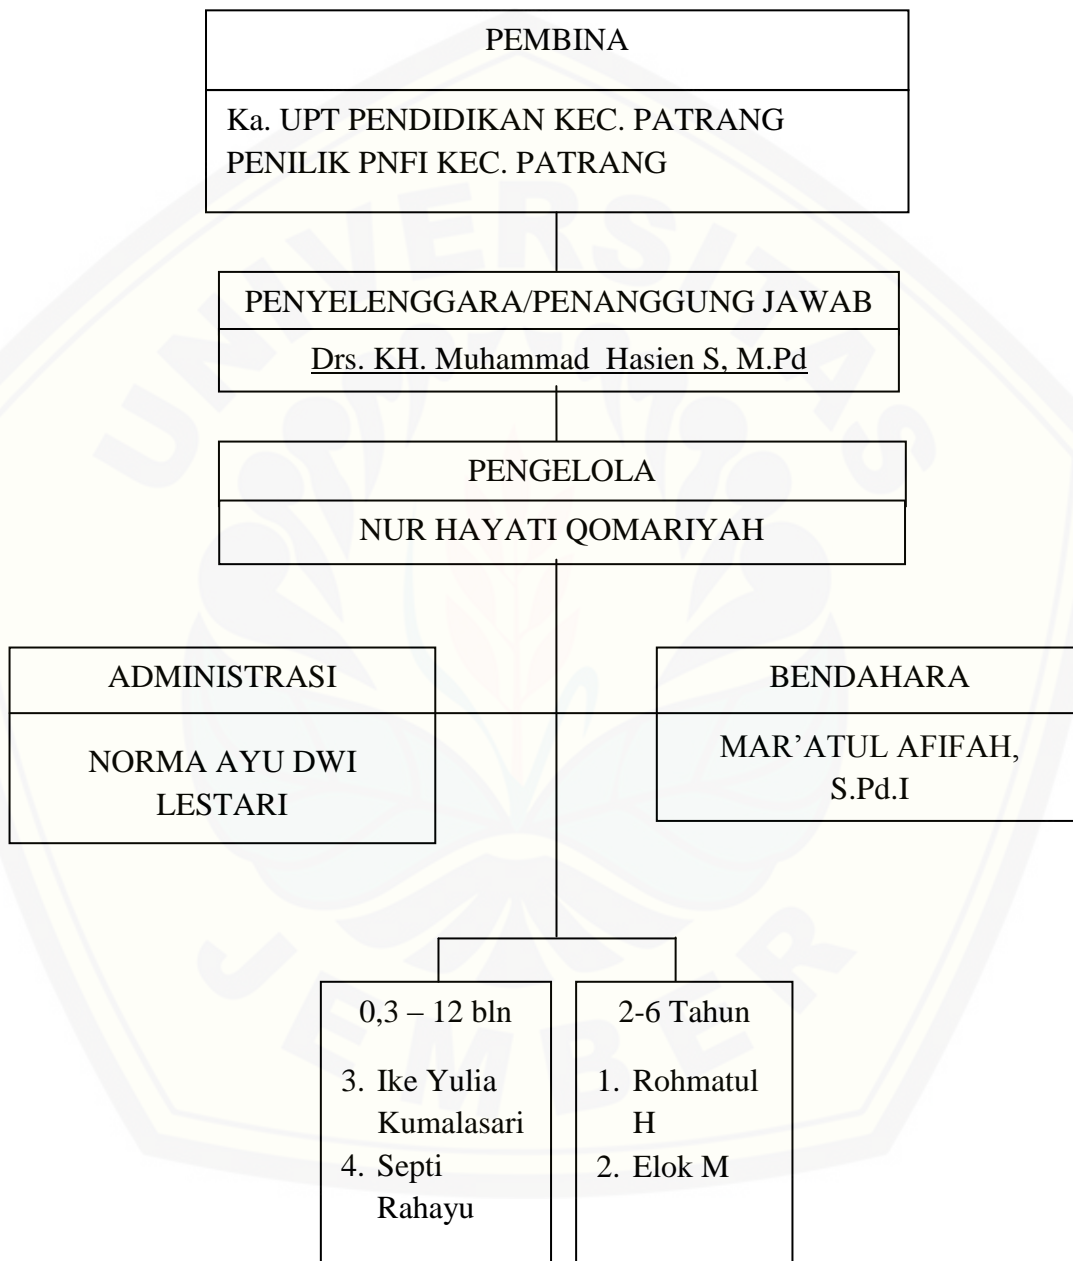 PEMBINA
Ka. UPT PENDIDIKAN KEC. PATRANG
PENILIK PNFI KEC. PATRANG
PENYELENGGARA/PENANGGUNG JAWAB
Drs. KH. Muhammad Hasien S, M.Pd
PENGELOLA
NUR HAYATI QOMARIYAH
ADMINISTRASI
NORMA AYU DWI
LESTARI
BENDAHARA
MAR’ATUL AFIFAH,
S.Pd.I
0,3 – 12 bln
3. Ike Yulia
Kumalasari
4. Septi
Rahayu
2-6 Tahun
1. Rohmatul
H
2. Elok M
UNIVERSITAS
JEMBER